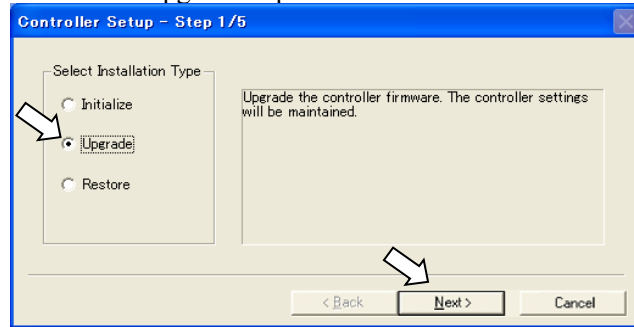 Controller Setup - Step 1/5
Select Installation Type
Initialize
Upgrade the controller firmware. The controller settings
will be maintained.
Upgrade
Restore
< Back
Next >
Cancel